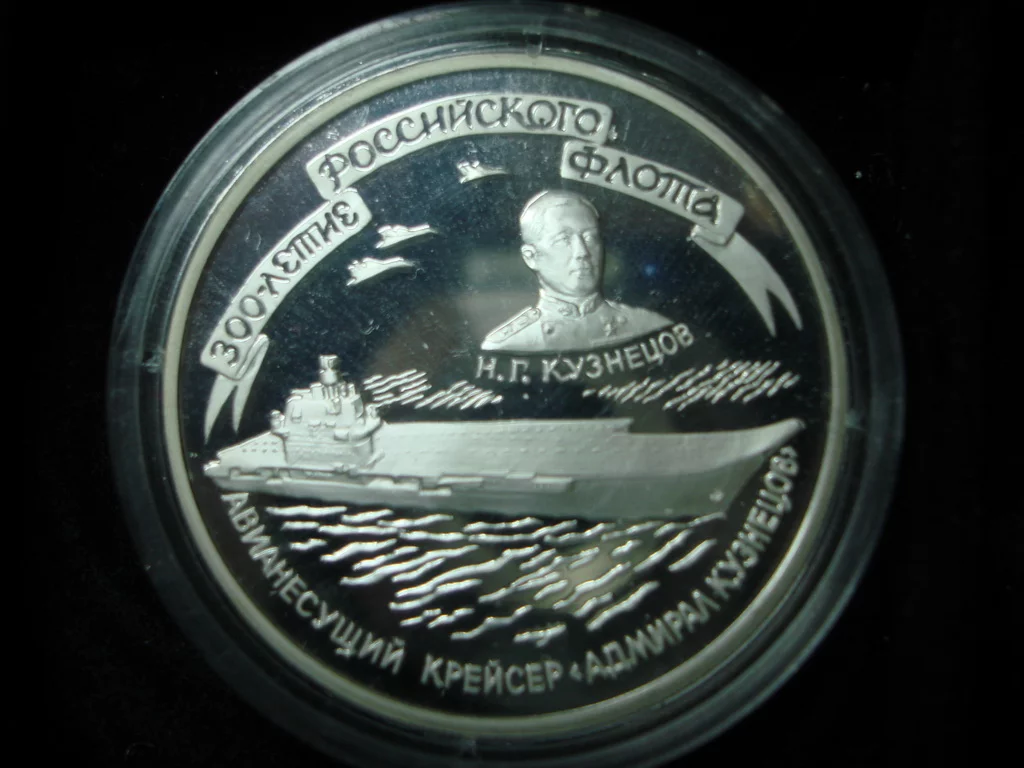 300-ЛЕТИЕ РОССИЙСКОГО ФЛОТА
Н.Г. КУЗНЕЦОВ
АВИАНЕСУЩИЙ КРЕЙСЕР «АДМИРАЛ КУЗНЕЦОВ»